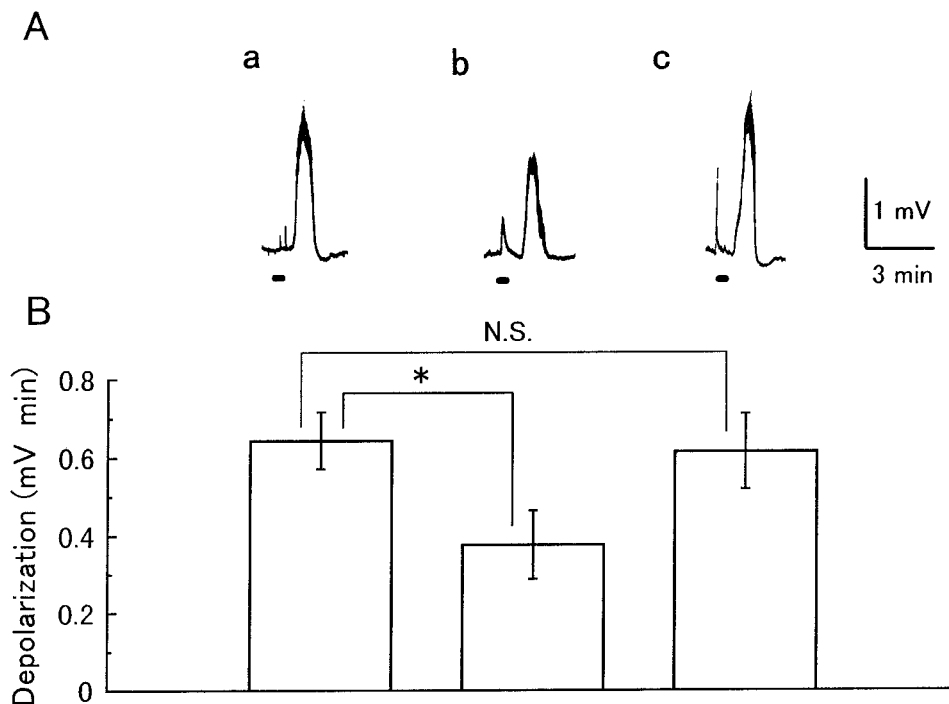 A
a b c
1 mV
3 min
B
N.S.
*
Depolarization (mV min)
0.8
0.6
0.4
0.2
0